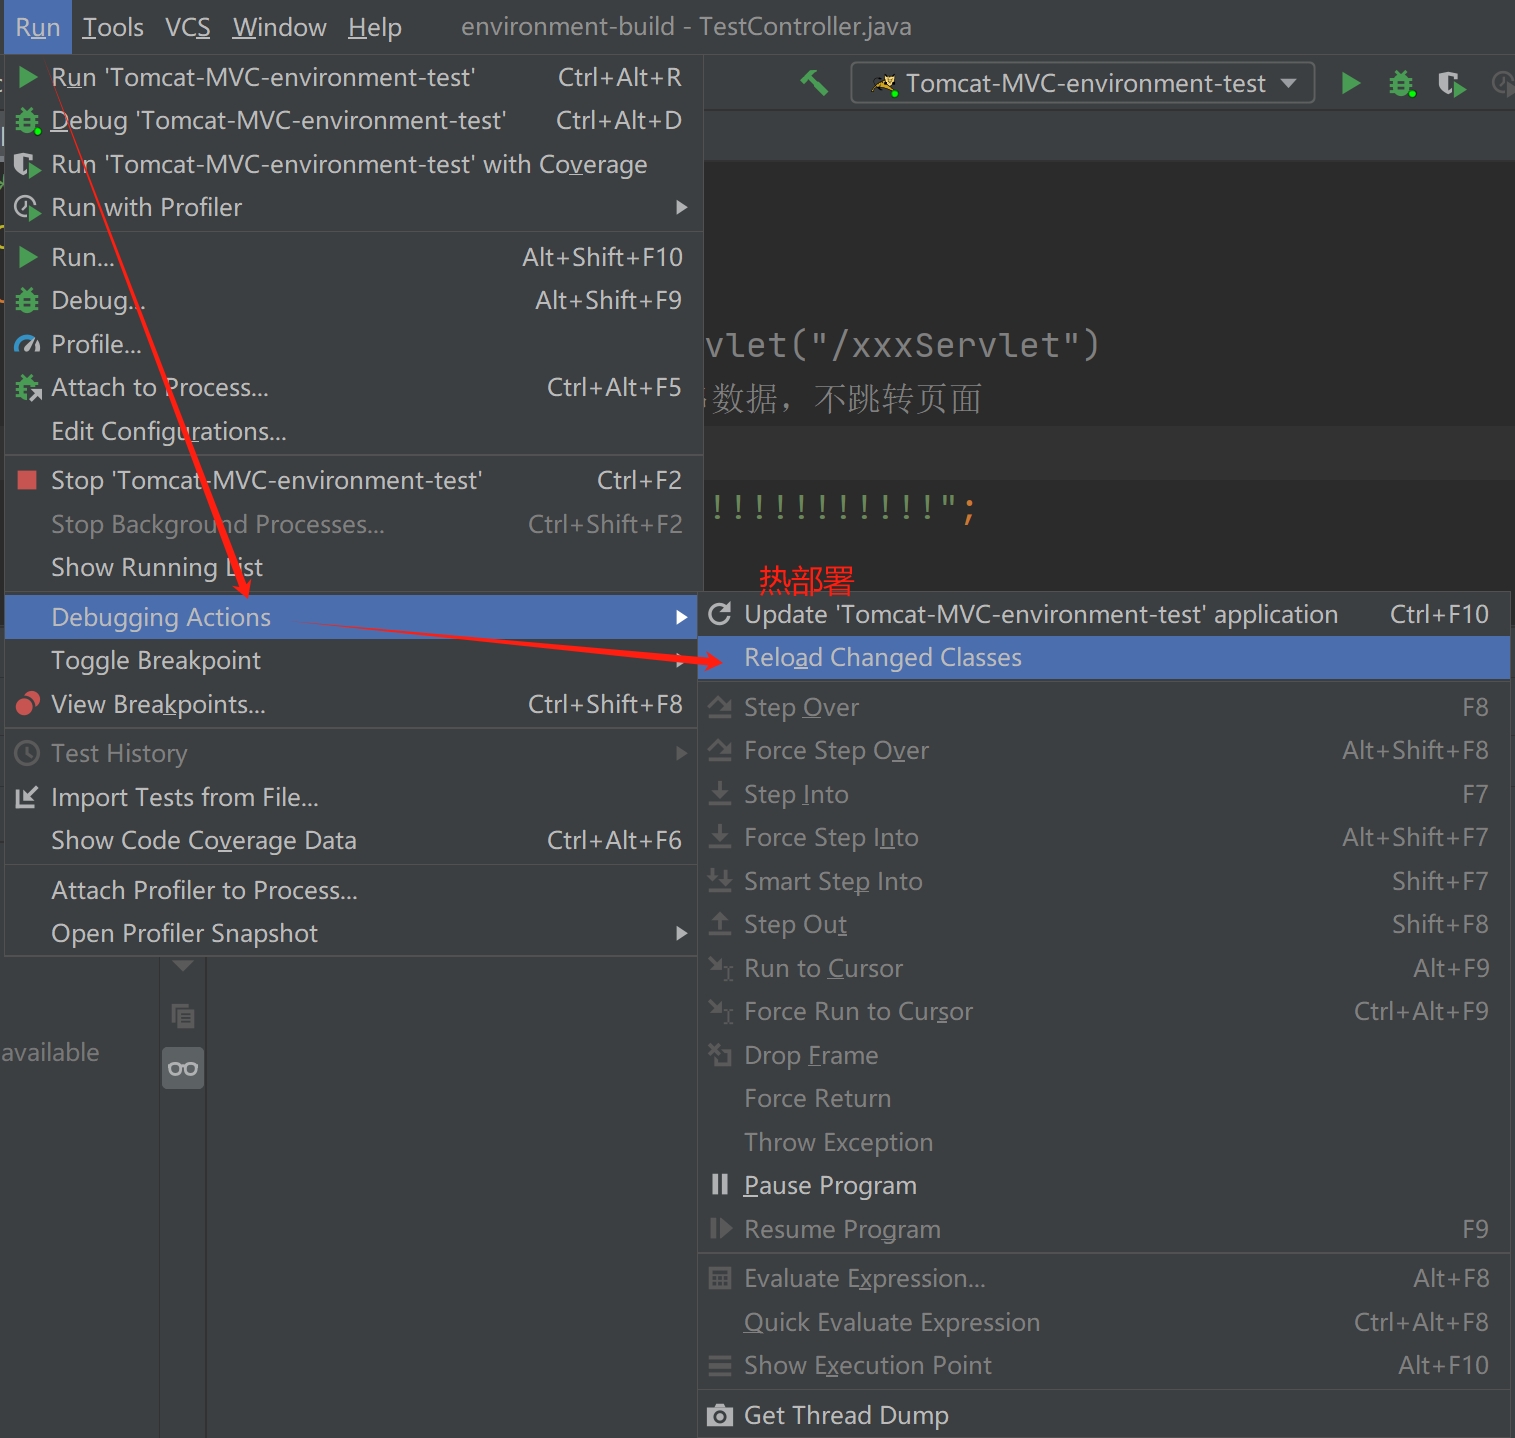 Run Tools VCS Window Help environment-build - TestController.java
Run 'Tomcat-MVC-environment-test' Ctrl+Alt+R
Tomcat-MVC-environment-test
Debug 'Tomcat-MVC-environment-test' Ctrl+Alt+D
Run 'Tomcat-MVC-environment-test' with Coverage
Run with Profiler
Run... Alt+Shift+F10
Debug... Alt+Shift+F9
Profile...
Attach to Process... Ctrl+Alt+F5
Edit Configurations...
Stop 'Tomcat-MVC-environment-test' Ctrl+F2
Stop Background Processes... Ctrl+Shift+F2
Show Running List
Debugging Actions
Toggle Breakpoint
View Breakpoints... Ctrl+Shift+F8
Test History
Import Tests from File...
Show Code Coverage Data Ctrl+Alt+F6
Attach Profiler to Process...
Open Profiler Snapshot
available
vlet("/xxxServlet")
数据，不跳转页面
!!!!!!!!!!!";
热部署
Update 'Tomcat-MVC-environment-test' application Ctrl+F10
Reload Changed Classes
Step Over F8
Force Step Over Alt+Shift+F8
Step Into F7
Force Step Into Alt+Shift+F7
Smart Step Into Shift+F7
Step Out Shift+F8
Run to Cursor Alt+F9
Force Run to Cursor Ctrl+Alt+F9
Drop Frame
Force Return
Throw Exception
Pause Program
Resume Program F9
Evaluate Expression... Alt+F8
Quick Evaluate Expression Ctrl+Alt+F8
Show Execution Point Alt+F10
Get Thread Dump